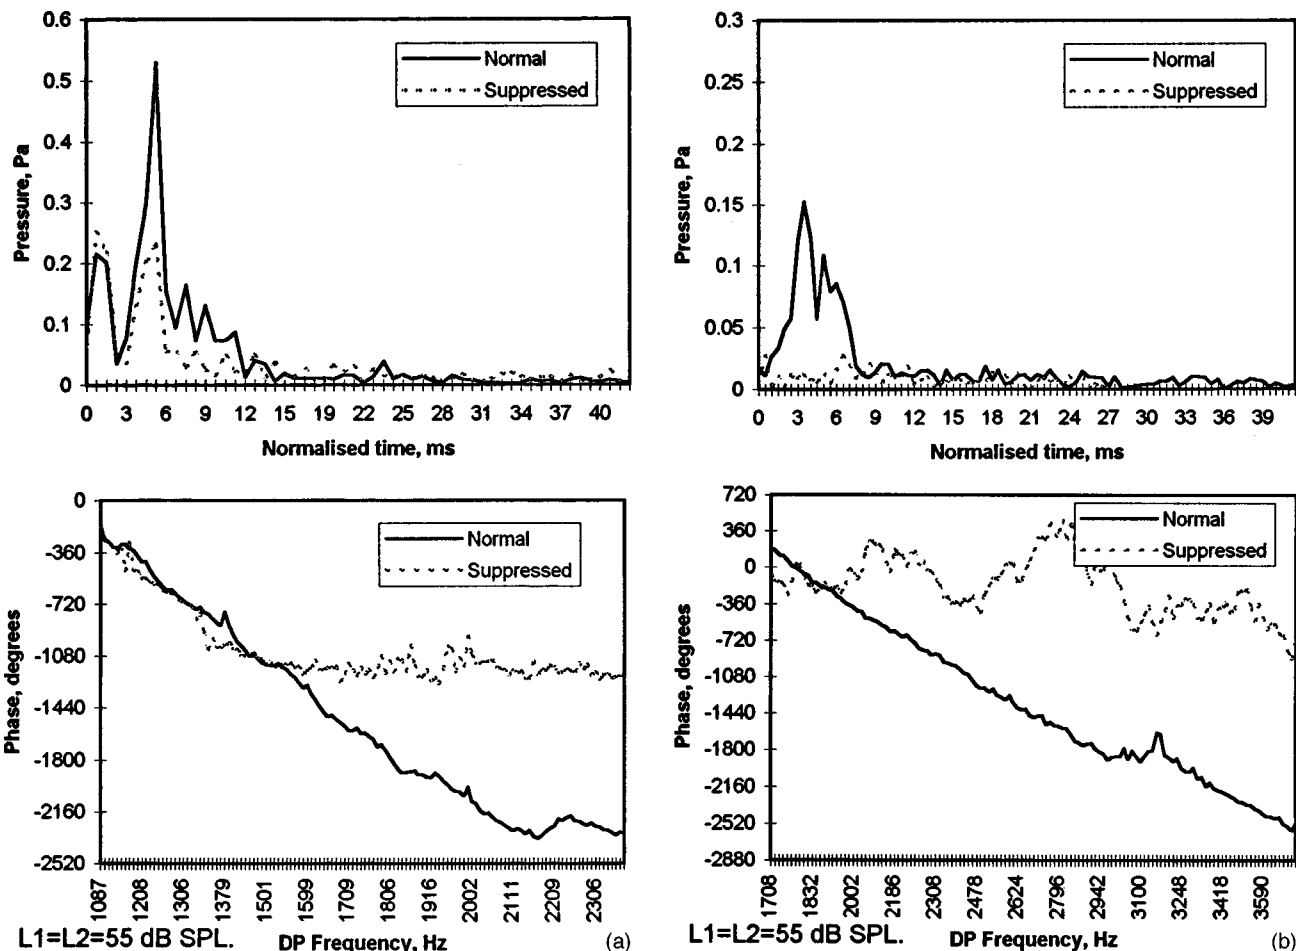 0.6
0.5
0.4
0.3
0.2
0.1
0
Pressure, Pa
Normal
Suppressed
0 3 6 9 12 15 19 22 25 28 31 34 37 40
Normalised time, ms
0.3
0.25
0.2
0.15
0.1
0.05
0
Pressure, Pa
Normal
Suppressed
0 3 6 9 12 15 18 21 24 27 30 33 36 39
Normalised time, ms
0
-360
-720
-1080
-1440
-1800
-2160
-2520
Phase, degrees
Normal
Suppressed
1087 1208 1306 1379 1501 1599 1709 1806 1916 2002 2111 2209 2306
L1=L2=55 dB SPL. DP Frequency, Hz (a)
720
360
0
-360
-720
-1080
-1440
-1800
-2160
-2520
-2880
Phase, degrees
Normal
Suppressed
1708 1832 2002 2186 2308 2478 2624 2796 2942 3100 3248 3418 3590
L1=L2=55 dB SPL. DP Frequency, Hz (b)